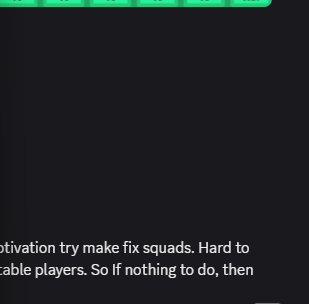 otivation try make fix squads. Hard to
table players. So If nothing to do, then